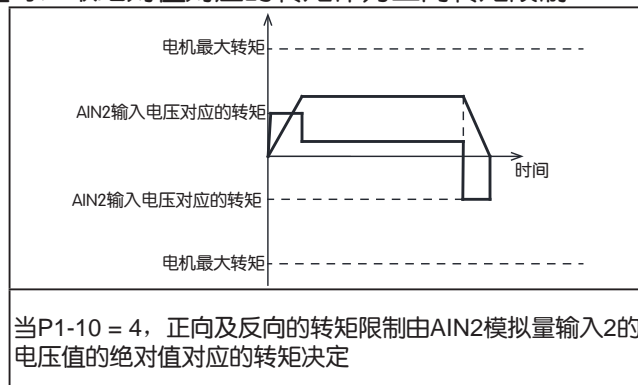 电机最大转矩
AIN2输入电压对应的转矩
时间
AIN2输入电压对应的转矩
电机最大转矩
当P1-10 = 4，正向及反向的转矩限制由AIN2模拟量输入2的
电压值的绝对值对应的转矩决定